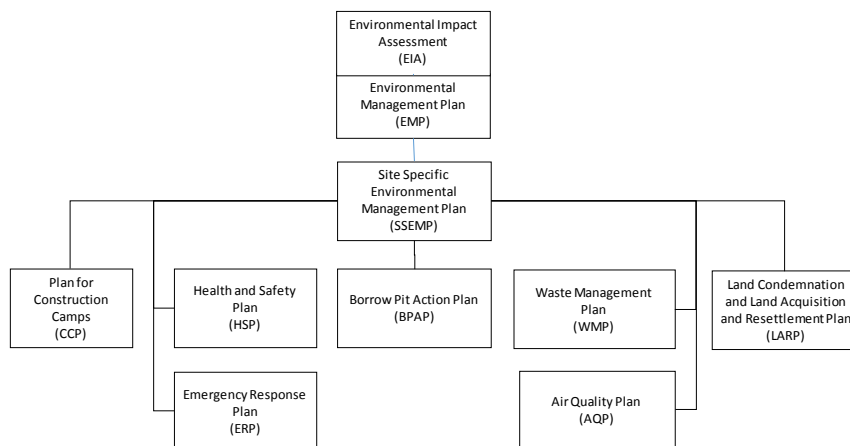 Environmental Impact
Assessment
(EIA)
Environmental
Management Plan
(EMP)
Site Specific
Environmental
Management Plan
(SSEMP)
Plan for
Construction
Camps
(CCP)
Health and Safety
Plan
(HSP)
Borrow Pit Action Plan
(BPAP)
Waste Management
Plan
(WMP)
Land Condemnation
and Land Acquisition
and Resettlement Plan
(LARP)
Emergency Response
Plan
(ERP)
Air Quality Plan
(AQP)